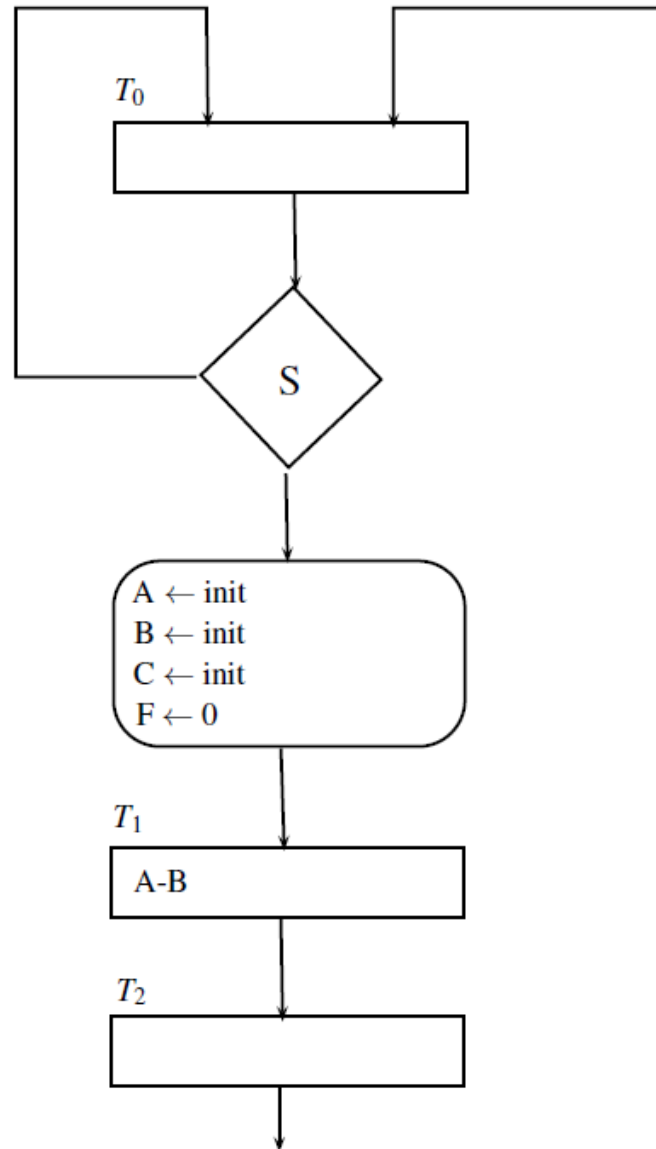 T₀
S
A ← init
B ← init
C ← init
F ← 0
T₁
A-B
T₂